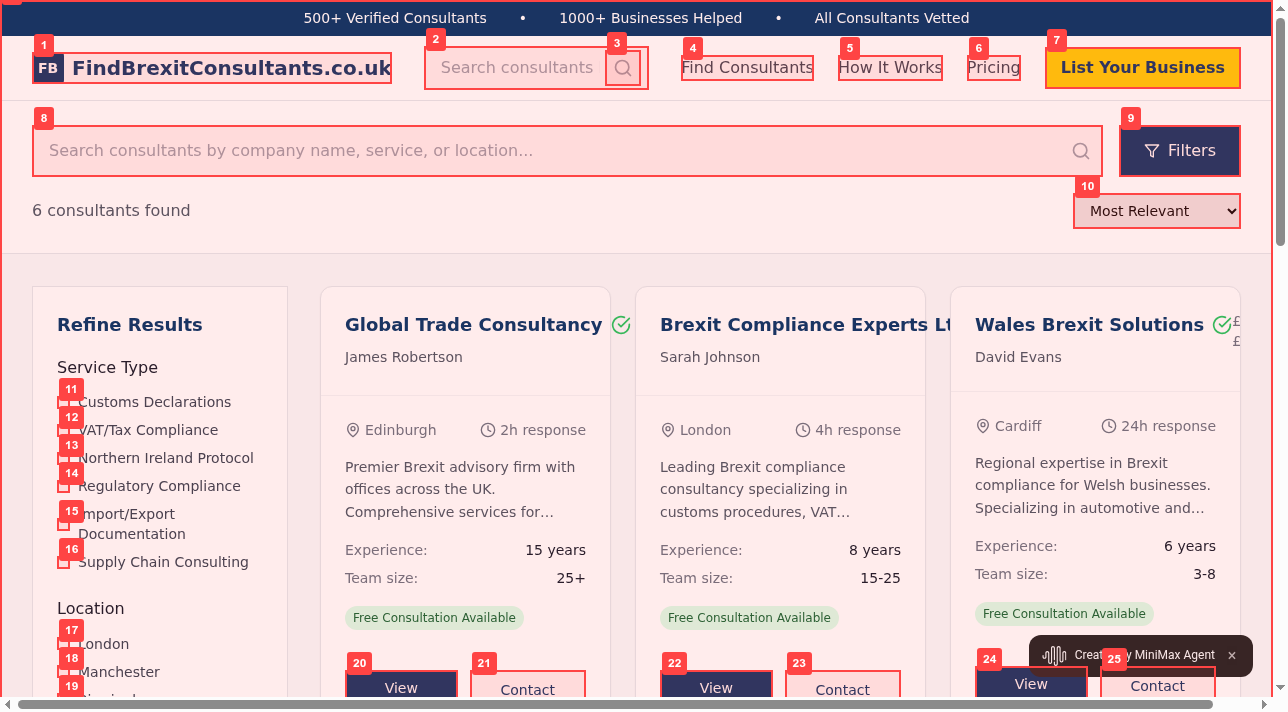 500+ Verified Consultants • 1000+ Businesses Helped • All Consultants Vetted
1 2 3 4 5 6 7
FB FindBrexitConsultants.co.uk Search consultants Find Consultants How It Works Pricing List Your Business
8 9
Search consultants by company name, service, or location... Filters
10
6 consultants found Most Relevant
Refine Results
Service Type
11
Customs Declarations
12
VAT/Tax Compliance
13
Northern Ireland Protocol
14
Regulatory Compliance
15
Import/Export
Documentation
16
Supply Chain Consulting
Location
17
London
18
Manchester
19
Global Trade Consultancy
James Robertson
Edinburgh 2h response
Premier Brexit advisory firm with
offices across the UK.
Comprehensive services for...
Experience: 15 years
Team size: 25+
Free Consultation Available
20 21
View Contact
Brexit Compliance Experts Lt
Sarah Johnson
London 4h response
Leading Brexit compliance
consultancy specializing in
customs procedures, VAT...
Experience: 8 years
Team size: 15-25
Free Consultation Available
22 23
View Contact
Wales Brexit Solutions £
£
David Evans
Cardiff 24h response
Regional expertise in Brexit
compliance for Welsh businesses.
Specializing in automotive and...
Experience: 6 years
Team size: 3-8
Free Consultation Available
24 25
View Contact
Created by MiniMax Agent ×